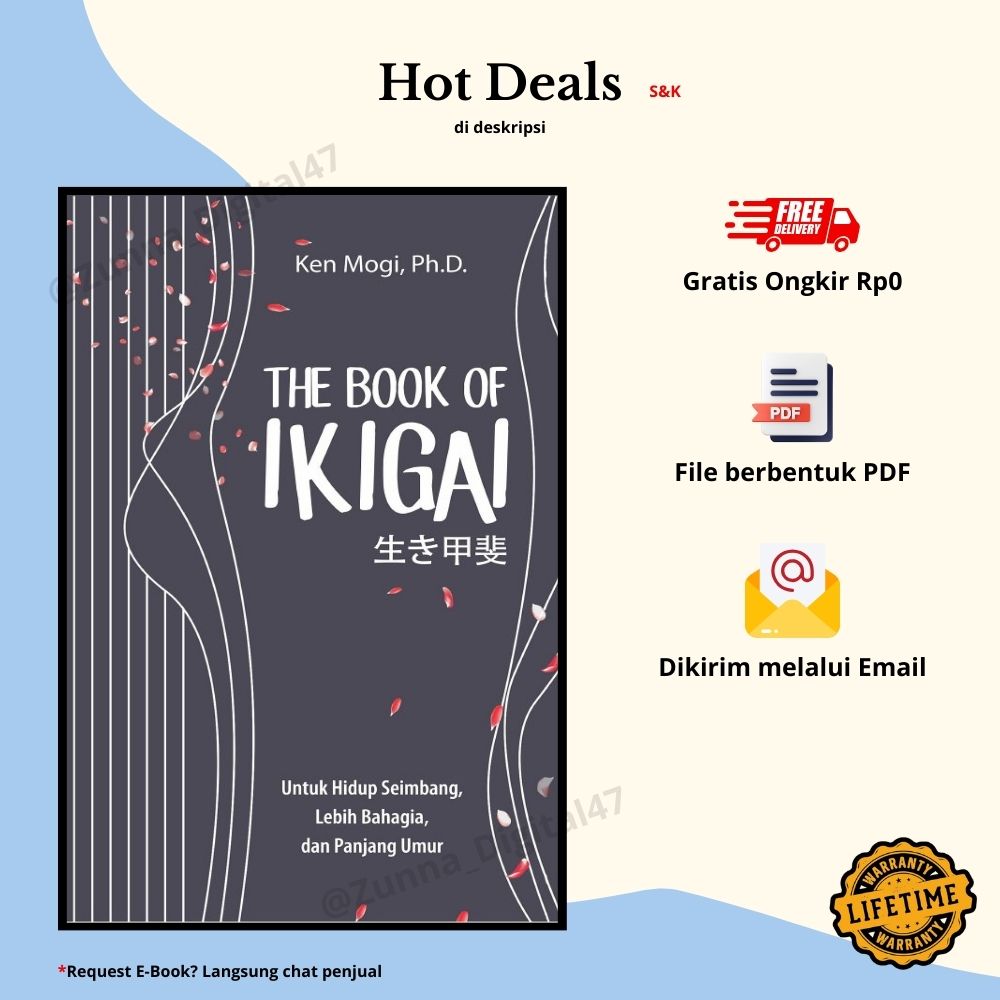 Hot Deals
S&K
di deskripsi
@Zunna_Digital47
Ken Mogi, Ph.D.
THE BOOK OF
IKIGAI
生き甲斐
Untuk Hidup Seimbang,
Lebih Bahagia,
dan Panjang Umur
@Zunna_Digital47
FREE
DELIVERY
Gratis Ongkir Rp0
PDF
File berbentuk PDF
@
Dikirim melalui Email
WARRANTY
LIFETIME
WARRANTY
*Request E-Book? Langsung chat penjual